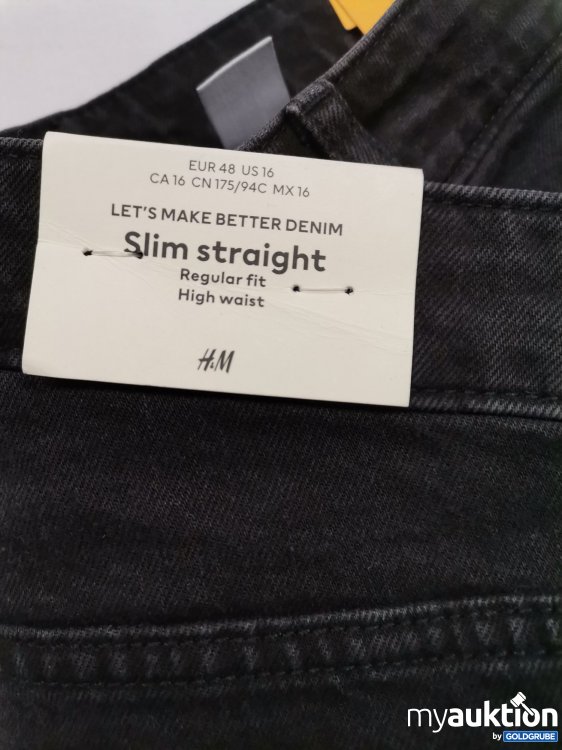 EUR 48 US 16
CA 16 CN 175/94C MX 16
LET'S MAKE BETTER DENIM
Slim straight
Regular fit
High waist
H&M
myauktion
by GOLDGRUBE